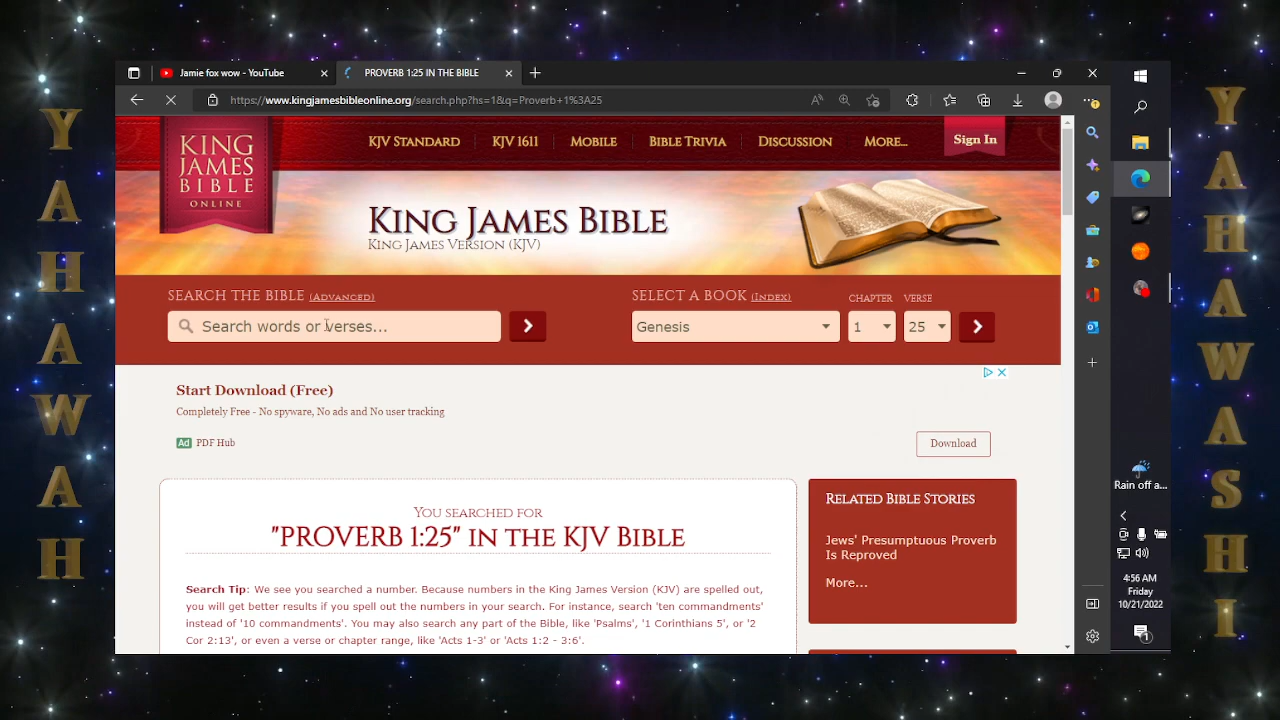 YAHAWAH
Jamie fox wow - YouTube
PROVERB 1:25 IN THE BIBLE
https://www.kingjamesbibleonline.org/search.php?hs=1&q=Proverb+1%3A25
KING
JAMES
BIBLE
ONLINE
KJV STANDARD
KJV 1611
MOBILE
BIBLE TRIVIA
DISCUSSION
MORE...
Sign In
KING JAMES BIBLE
KING JAMES VERSION (KJV)
SEARCH THE BIBLE (ADVANCED)
SELECT A BOOK (INDEX)
CHAPTER
VERSE
Search words or verses...
Genesis
1
25
Start Download (Free)
Completely Free - No spyware, No ads and No user tracking
Ad PDF Hub
Download
YOU SEARCHED FOR
"PROVERB 1:25" IN THE KJV BIBLE
Search Tip: We see you searched a number. Because numbers in the King James Version (KJV) are spelled out,
you will get better results if you spell out the numbers in your search. For instance, search 'ten commandments'
instead of '10 commandments'. You may also search any part of the Bible, like 'Psalms', '1 Corinthians 5', or '2
Cor 2:13', or even a verse or chapter range, like 'Acts 1-3' or 'Acts 1:2 - 3:6'.
RELATED BIBLE STORIES
Jews' Presumptuous Proverb
Is Reproved
More...
Rain off a...
4:56 AM
Friday
10/21/2022
1
YAHAWASHI